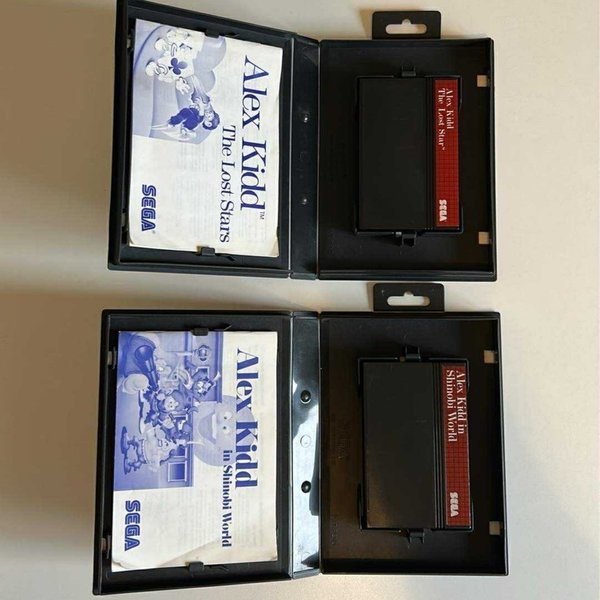 Alex Kidd™
The Lost Stars
SEGA
Alex Kidd
The Lost Stars
SEGA
Alex Kidd
in Shinobi World
SEGA
Alex Kidd in
Shinobi World
SEGA